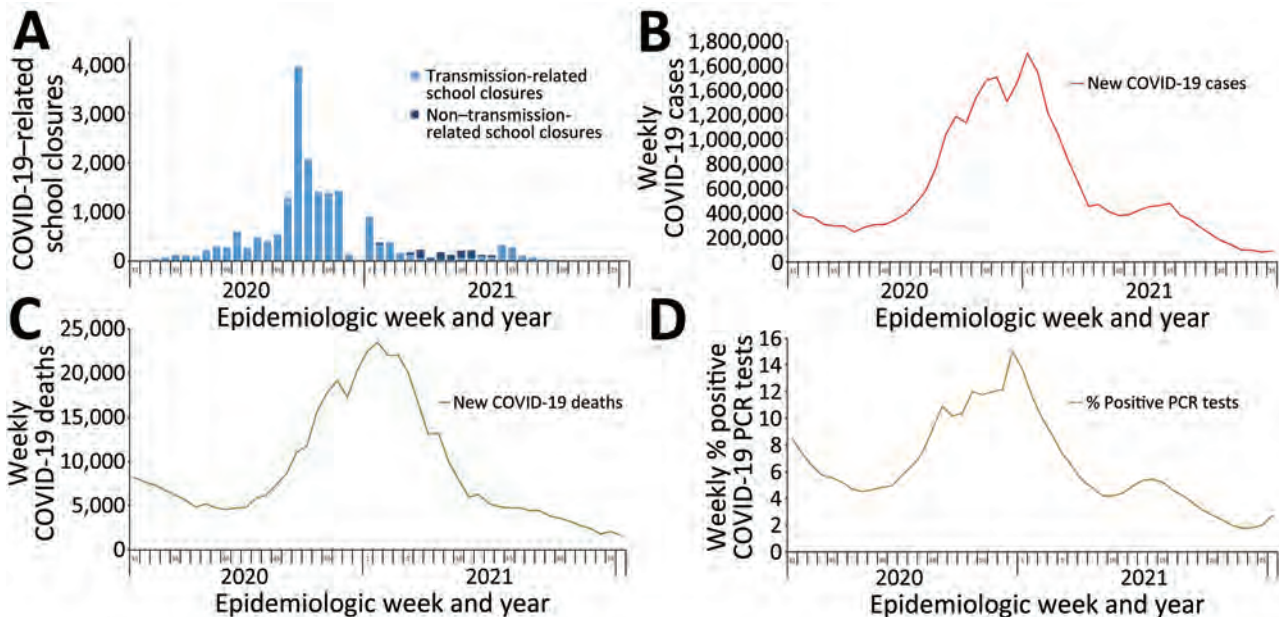 A
COVID-19–related
school closures
4,000
3,000
2,000
1,000
0
Transmission-related
school closures
Non–transmission-
related school closures
2020
2021
Epidemiologic week and year
B
Weekly
COVID-19 cases
1,800,000
1,600,000
1,400,000
1,200,000
1,000,000
800,000
600,000
400,000
200,000
0
New COVID-19 cases
2020
2021
Epidemiologic week and year
C
Weekly
COVID-19 deaths
25,000
20,000
15,000
10,000
5,000
0
New COVID-19 deaths
2020
2021
Epidemiologic week and year
D
Weekly % positive
COVID-19 PCR tests
16
14
12
10
8
6
4
2
0
% Positive PCR tests
2020
2021
Epidemiologic week and year